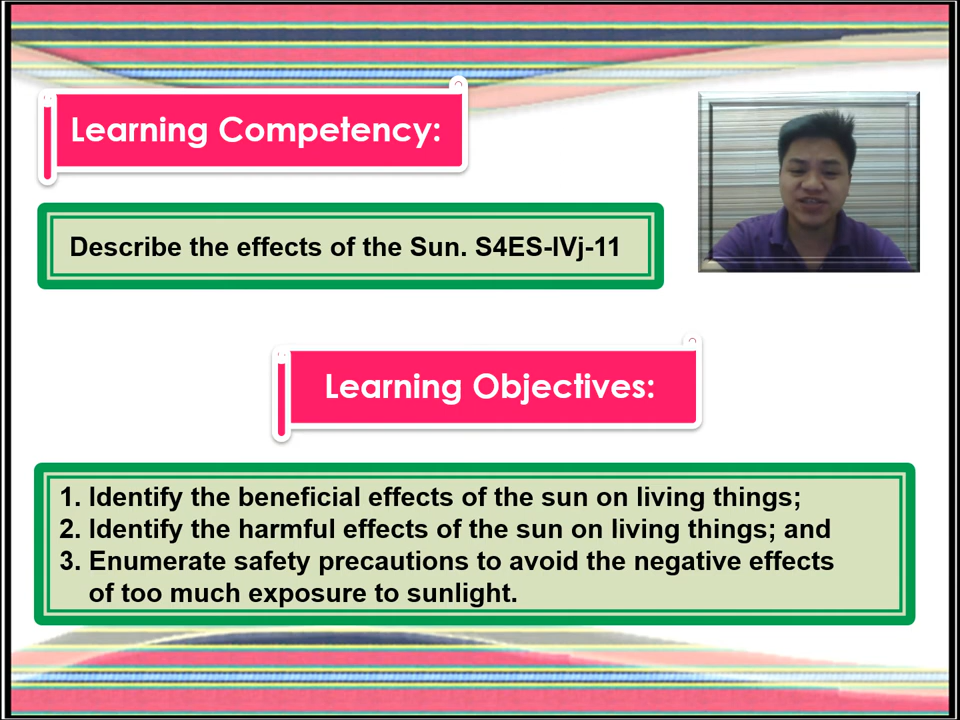 Learning Competency:
Describe the effects of the Sun. S4ES-IVj-11
Learning Objectives:
1. Identify the beneficial effects of the sun on living things;
2. Identify the harmful effects of the sun on living things; and
3. Enumerate safety precautions to avoid the negative effects
of too much exposure to sunlight.